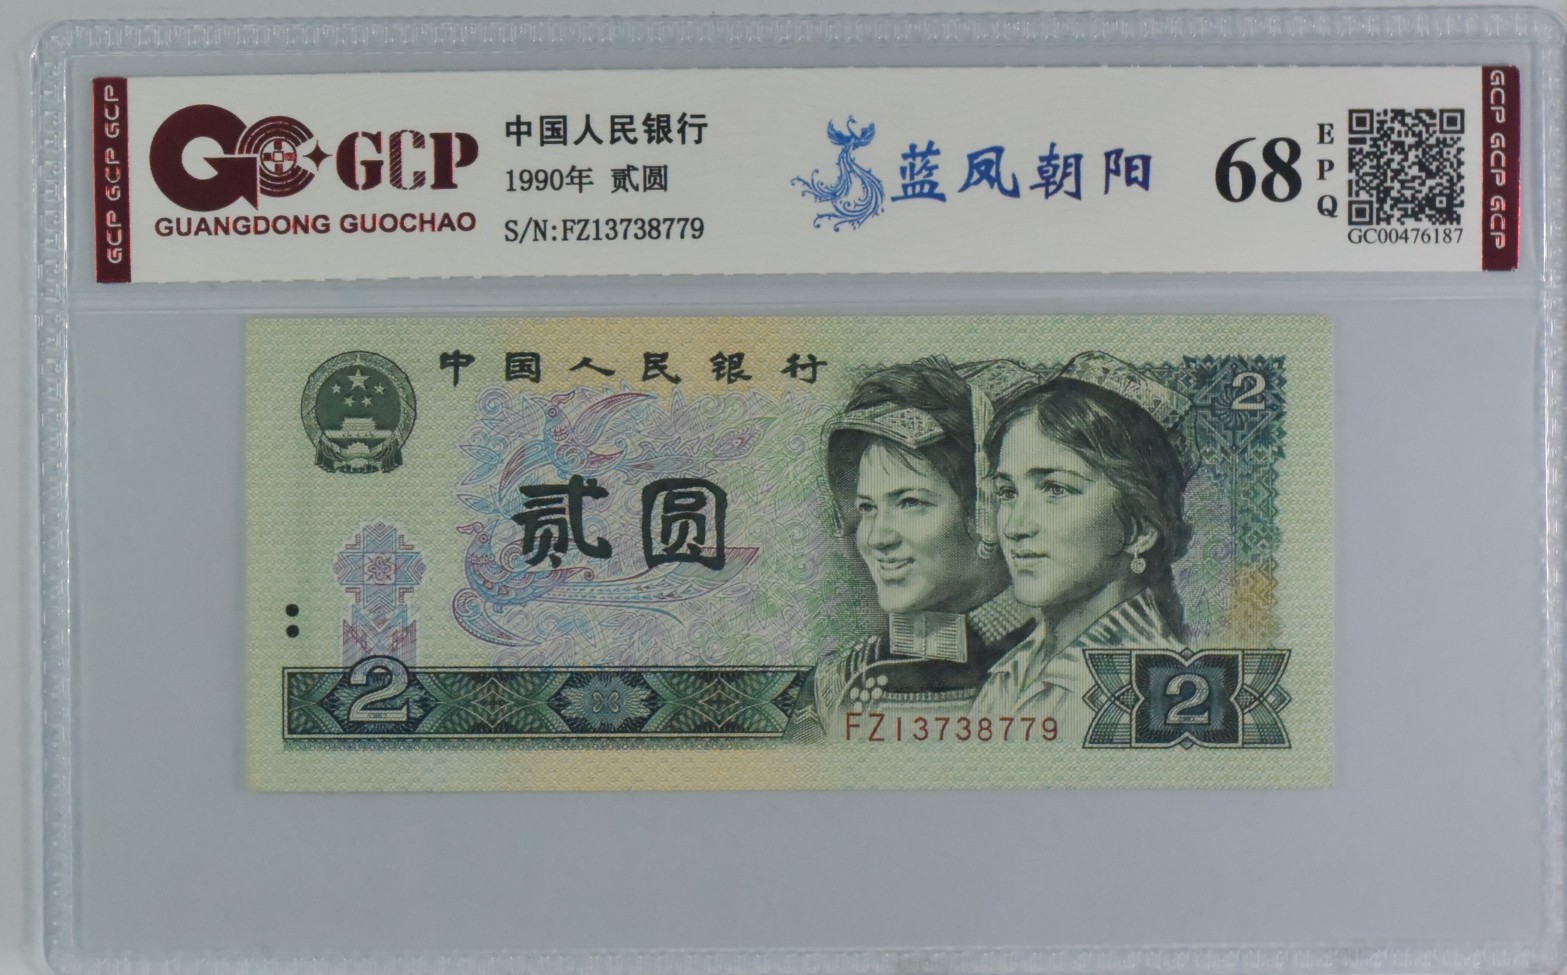 GCP GCP GCP
GCP
GUANGDONG GUOCHAO
中国人民银行
1990年 贰圆
S/N:FZ13738779
蓝凤朝阳
68
EPQ
GC00476187
GCP GCP GCP
中国人民银行
2
贰圆
2
FZ13738779
2